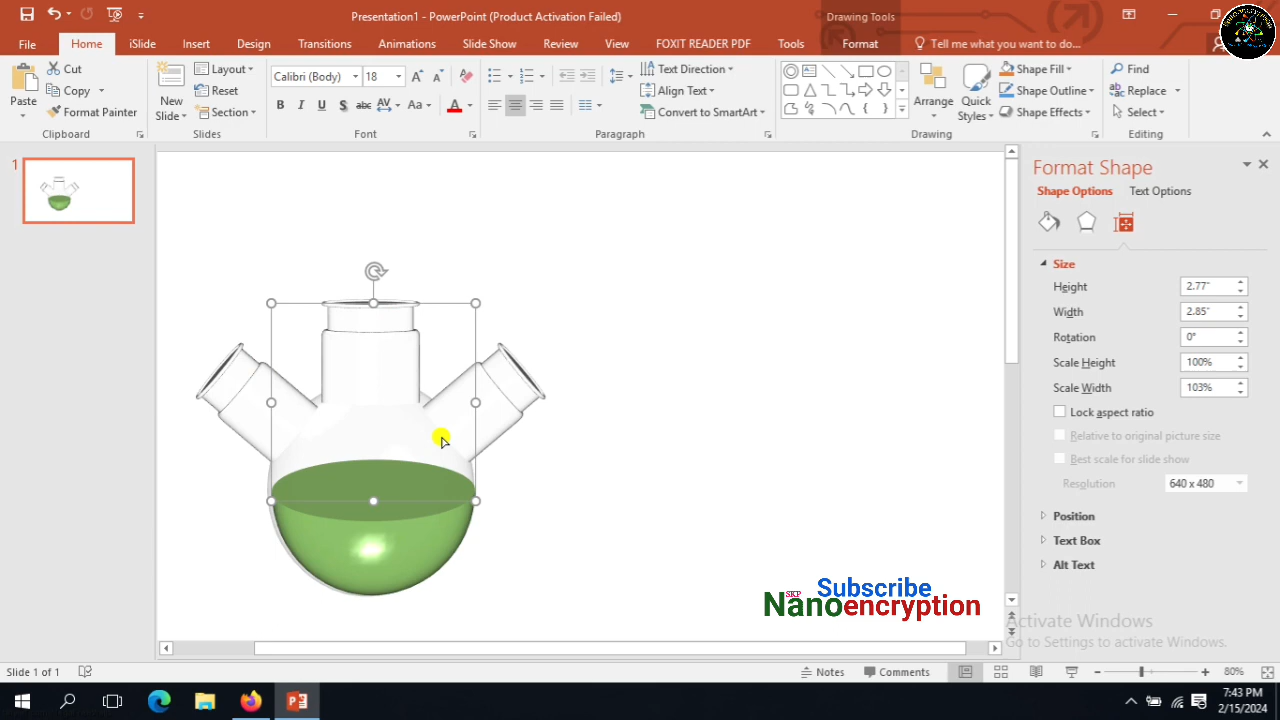 Presentation1 - PowerPoint (Product Activation Failed)
Drawing Tools
File Home iSlide Insert Design Transitions Animations Slide Show Review View FOXIT READER PDF Tools Format Tell me what you want to do...
Paste
Cut
Copy
Format Painter
Clipboard
New Slide
Layout
Reset
Section
Slides
Calibri (Body) 18
B I U S abc AV Aa A
Font
Text Direction
Align Text
Convert to SmartArt
Paragraph
Arrange
Quick Styles
Shape Fill
Shape Outline
Shape Effects
Drawing
Find
Replace
Select
Editing
1
Format Shape
Shape Options Text Options
Size
Height 2.77"
Width 2.85"
Rotation 0°
Scale Height 100%
Scale Width 103%
Lock aspect ratio
Relative to original picture size
Best scale for slide show
Resolution 640 x 480
Position
Text Box
Alt Text
Subscribe
SKP
Nanoencryption
Activate Windows
Go to Settings to activate Windows.
Slide 1 of 1
Notes Comments 80%
7:43 PM
2/15/2024